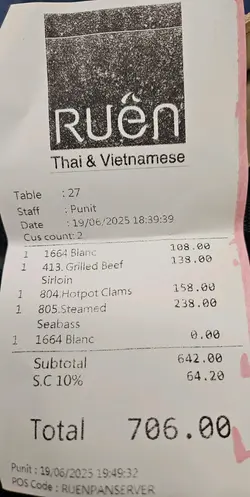 RUên
Thai & Vietnamese
Table : 27
Staff : Punit
Date : 19/06/2025 18:39:39
Cus count: 2
1 1664 Blanc 108.00
1 413.Grilled Beef 138.00
Sirloin
1 804.Hotpot Clams 158.00
1 805.Steamed 238.00
Seabass
1 1664 Blanc 0.00
Subtotal 642.00
S.C 10% 64.20
Total 706.00
Punit : 19/06/2025 19:49:32
POS Code : RUENPANSERVER